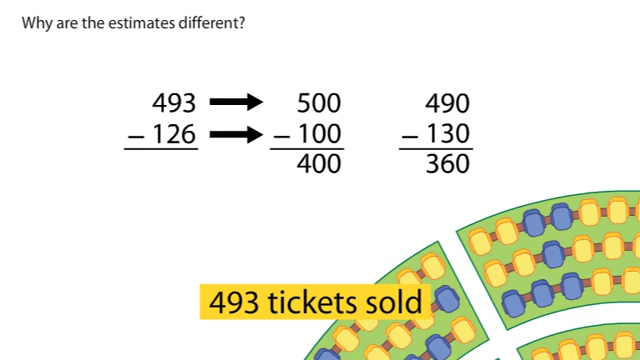 Why are the estimates different?
493 500 490
– 126 – 100 – 130
400 360
493 tickets sold